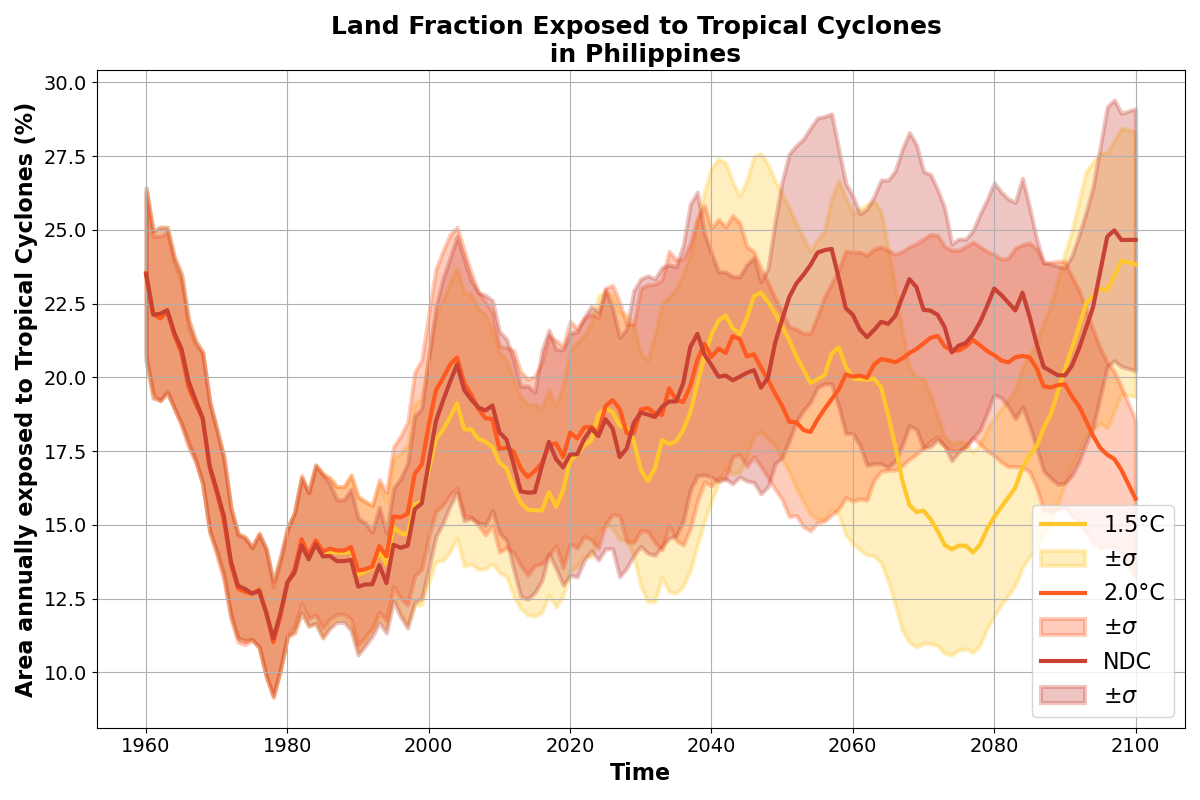 Land Fraction Exposed to Tropical Cyclones
in Philippines
Area annually exposed to Tropical Cyclones (%)
30.0
27.5
25.0
22.5
20.0
17.5
15.0
12.5
10.0
1960
1980
2000
2020
2040
2060
2080
2100
Time
1.5°C
±σ
2.0°C
±σ
NDC
±σ